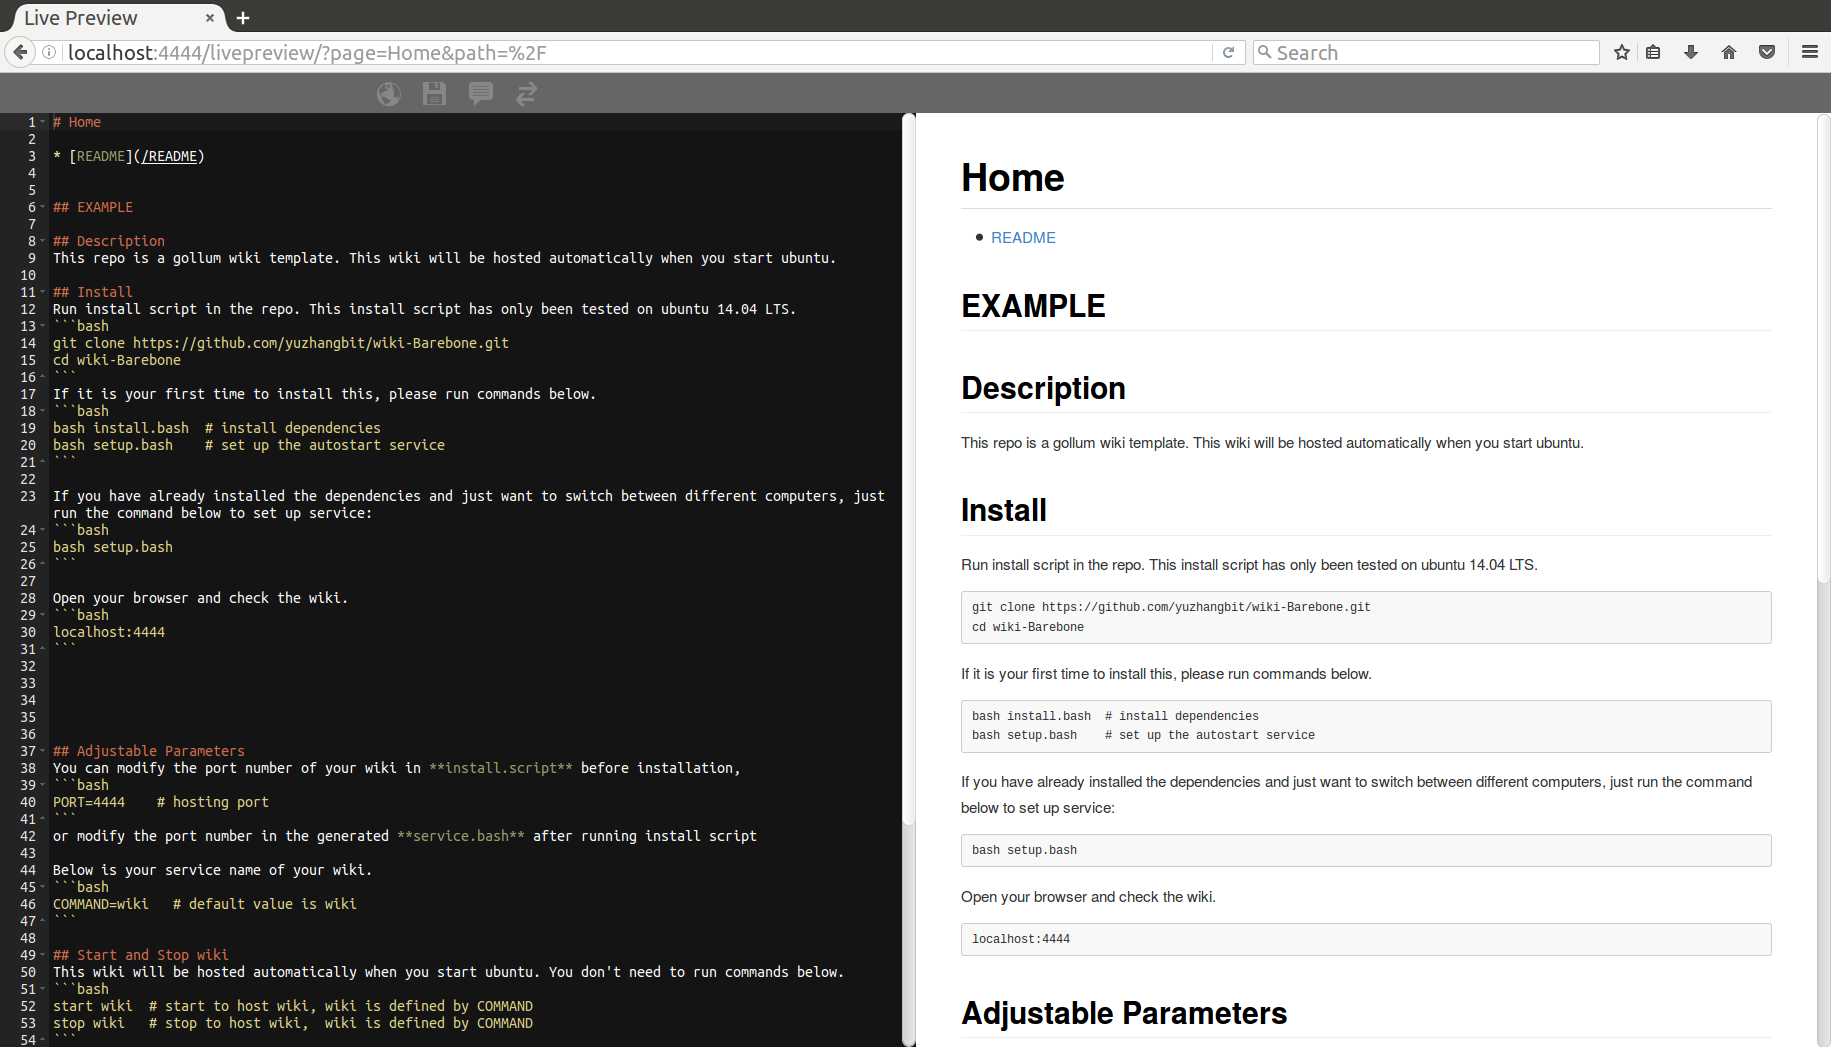 Live Preview
localhost:4444/livepreview/?page=Home&path=%2F
Search
1 # Home
2
3 * [README](/README)
4
5
6 ## EXAMPLE
7
8 ## Description
9 This repo is a gollum wiki template. This wiki will be hosted automatically when you start ubuntu.
10
11 ## Install
12 Run install script in the repo. This install script has only been tested on ubuntu 14.04 LTS.
13 ```bash
14 git clone https://github.com/yuzhangbit/wiki-Barebone.git
15 cd wiki-Barebone
16 ```
17 If it is your first time to install this, please run commands below.
18 ```bash
19 bash install.bash  # install dependencies
20 bash setup.bash    # set up the autostart service
21 ```
22
23 If you have already installed the dependencies and just want to switch between different computers, just
run the command below to set up service:
24 ```bash
25 bash setup.bash
26 ```
27
28 Open your browser and check the wiki.
29 ```bash
30 localhost:4444
31 ```
32
33
34
35
36
37 ## Adjustable Parameters
38 You can modify the port number of your wiki in **install.script** before installation,
39 ```bash
40 PORT=4444    # hosting port
41 ```
42 or modify the port number in the generated **service.bash** after running install script
43
44 Below is your service name of your wiki.
45 ```bash
46 COMMAND=wiki   # default value is wiki
47 ```
48
49 ## Start and Stop wiki
50 This wiki will be hosted automatically when you start ubuntu. You don't need to run commands below.
51 ```bash
52 start wiki  # start to host wiki, wiki is defined by COMMAND
53 stop wiki   # stop to host wiki,  wiki is defined by COMMAND
54 ```
Home
README
EXAMPLE
Description
This repo is a gollum wiki template. This wiki will be hosted automatically when you start ubuntu.
Install
Run install script in the repo. This install script has only been tested on ubuntu 14.04 LTS.
git clone https://github.com/yuzhangbit/wiki-Barebone.git
cd wiki-Barebone
If it is your first time to install this, please run commands below.
bash install.bash  # install dependencies
bash setup.bash    # set up the autostart service
If you have already installed the dependencies and just want to switch between different computers, just run the command
below to set up service:
bash setup.bash
Open your browser and check the wiki.
localhost:4444
Adjustable Parameters